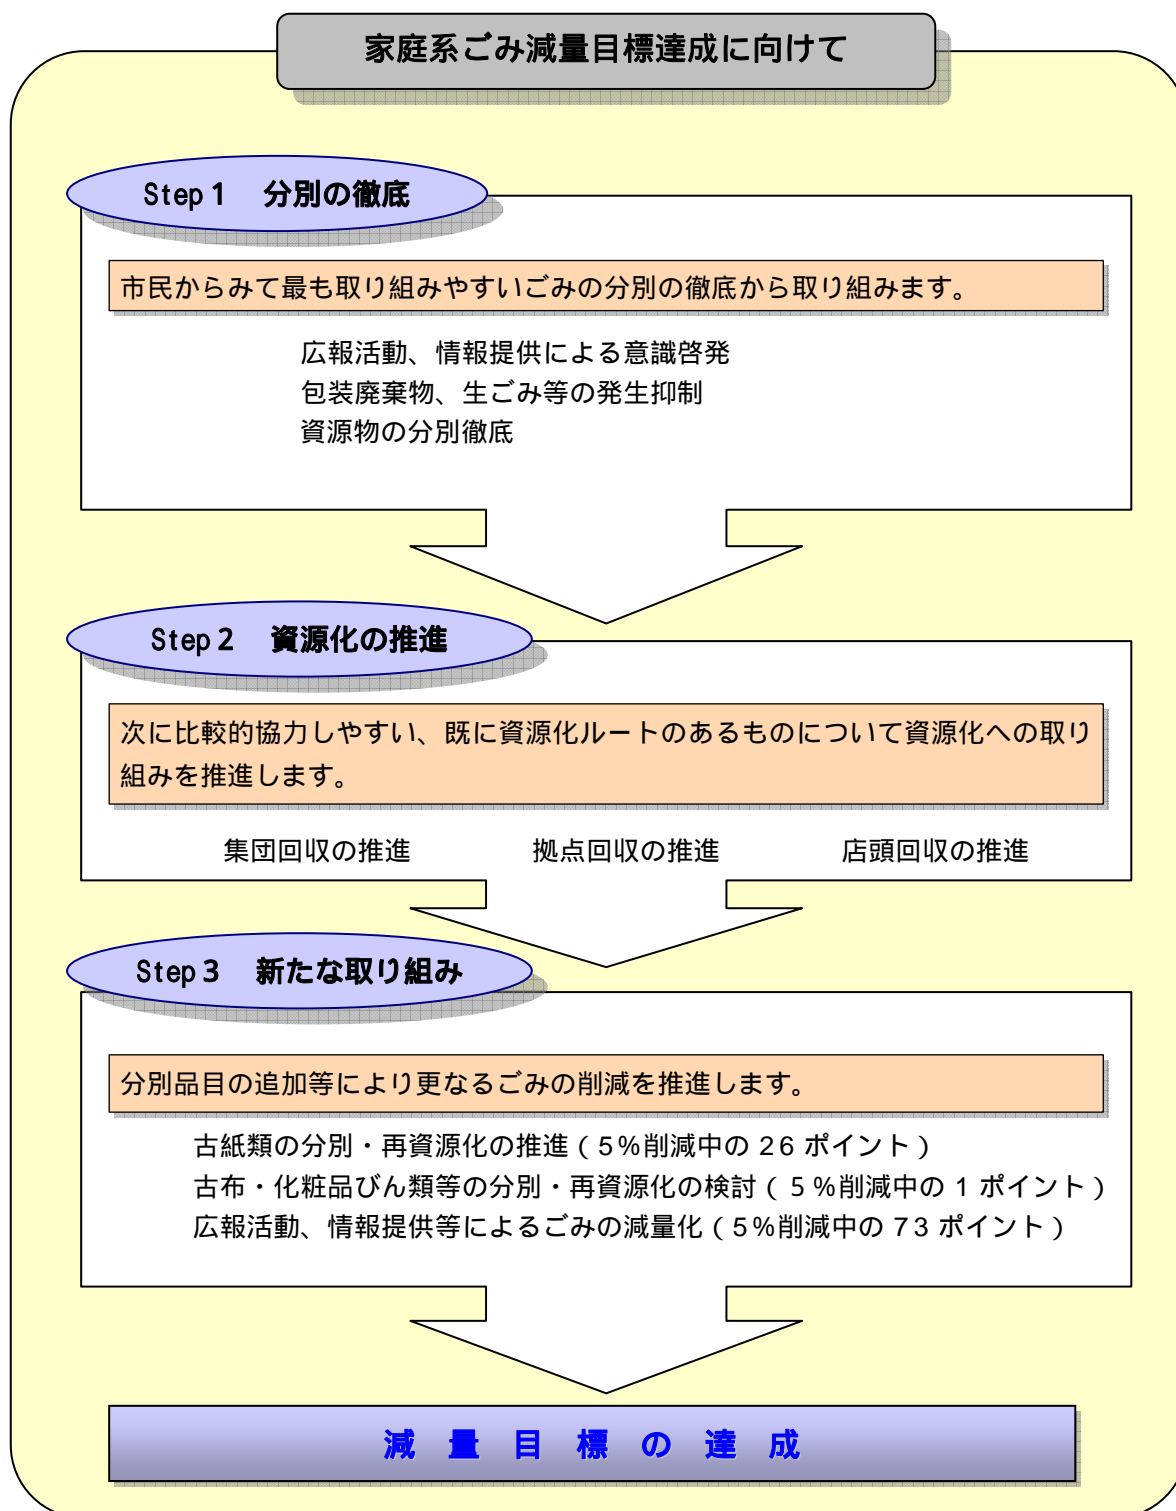 家庭系ごみ減量目標達成に向けて
Step1 分別の徹底
市民からみて最も取り組みやすいごみの分別の徹底から取り組みます。
広報活動、情報提供による意識啓発
包装廃棄物、生ごみ等の発生抑制
資源物の分別徹底
Step2 資源化の推進
次に比較的協力しやすい、既に資源化ルートのあるものについて資源化への取り
組みを推進します。
集団回収の推進 拠点回収の推進 店頭回収の推進
Step3 新たな取り組み
分別品目の追加等により更なるごみの削減を推進します。
古紙類の分別・再資源化の推進（5％削減中の26ポイント）
古布・化粧品びん類等の分別・再資源化の検討（5％削減中の1ポイント）
広報活動、情報提供等によるごみの減量化（5％削減中の73ポイント）
減量目標の達成